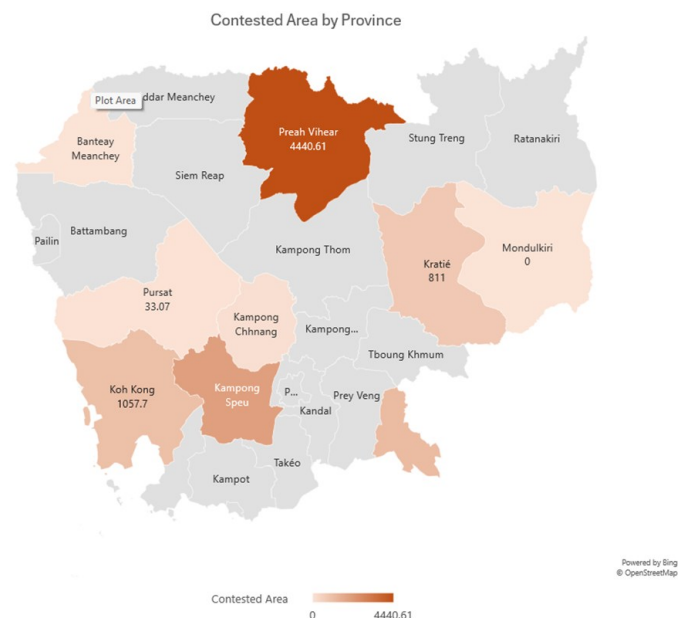 Contested Area by Province
ddar Meanchey
Plot Area
Preah Vihear
4440.61
Banteay
Meanchey
Stung Treng
Ratanakiri
Siem Reap
Battambang
Pailin
Kampong Thom
Mondulkiri
0
Kratié
811
Pursat
33.07
Kampong
Chhnang
Kampong...
Tboung Khmum
Koh Kong
1057.7
Kampong
Speu
P...
Prey Veng
Kandal
Takéo
Kampot
Powered by Bing
© OpenStreetMap
Contested Area
0
4440.61